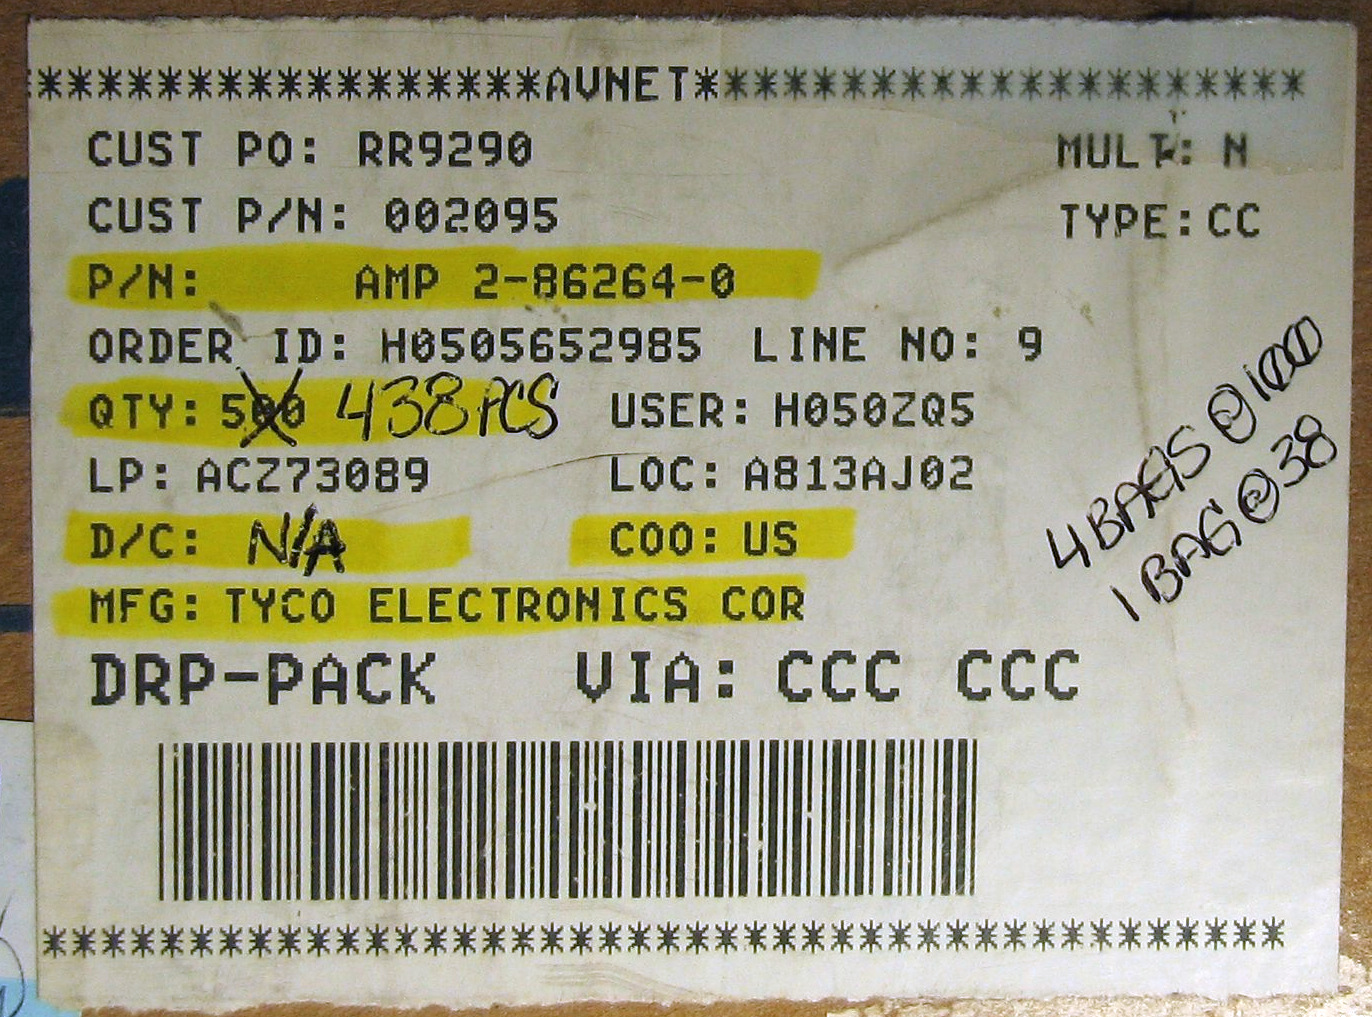 *****************AVNET*********************
CUST PO: RR9290 MULT: N
CUST P/N: 002095 TYPE: CC
P/N: AMP 2-86264-0
ORDER ID: H0505652985 LINE NO: 9
QTY: 500 438 PCS USER: H050ZQ5
LP: ACZ73089 LOC: A813AJ02
D/C: N/A COO: US
MFG: TYCO ELECTRONICS COR
DRP-PACK VIA: CCC CCC
*******************************************
4 BAGS @ 100
1 BAG @ 38